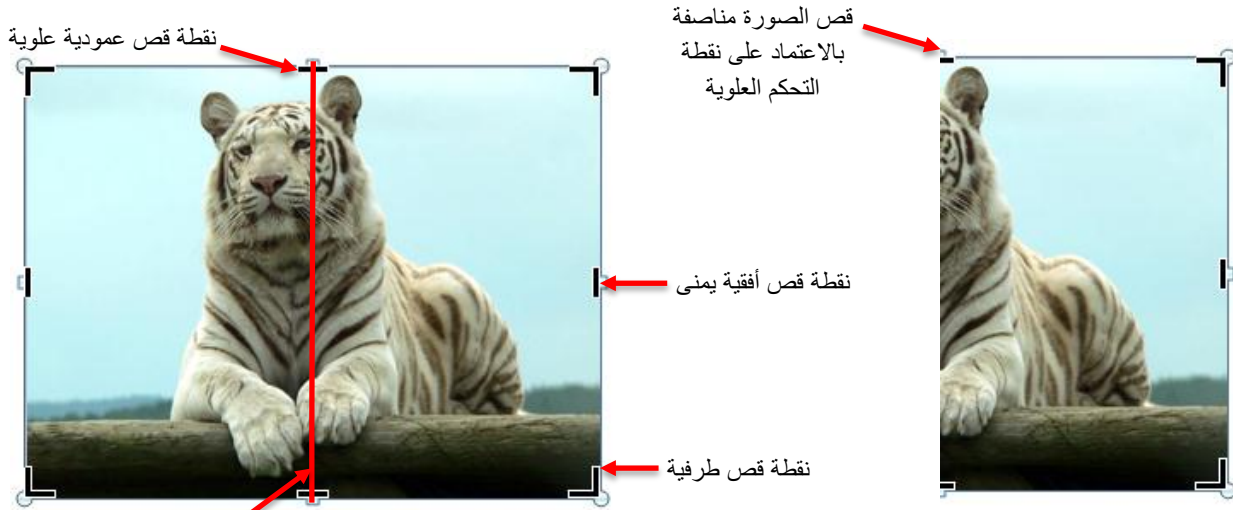 قص الصورة مناصفة
بالاعتماد على نقطة
التحكم العلوية
نقطة قص عمودية علوية
نقطة قص أفقية يمنى
نقطة قص طرفية